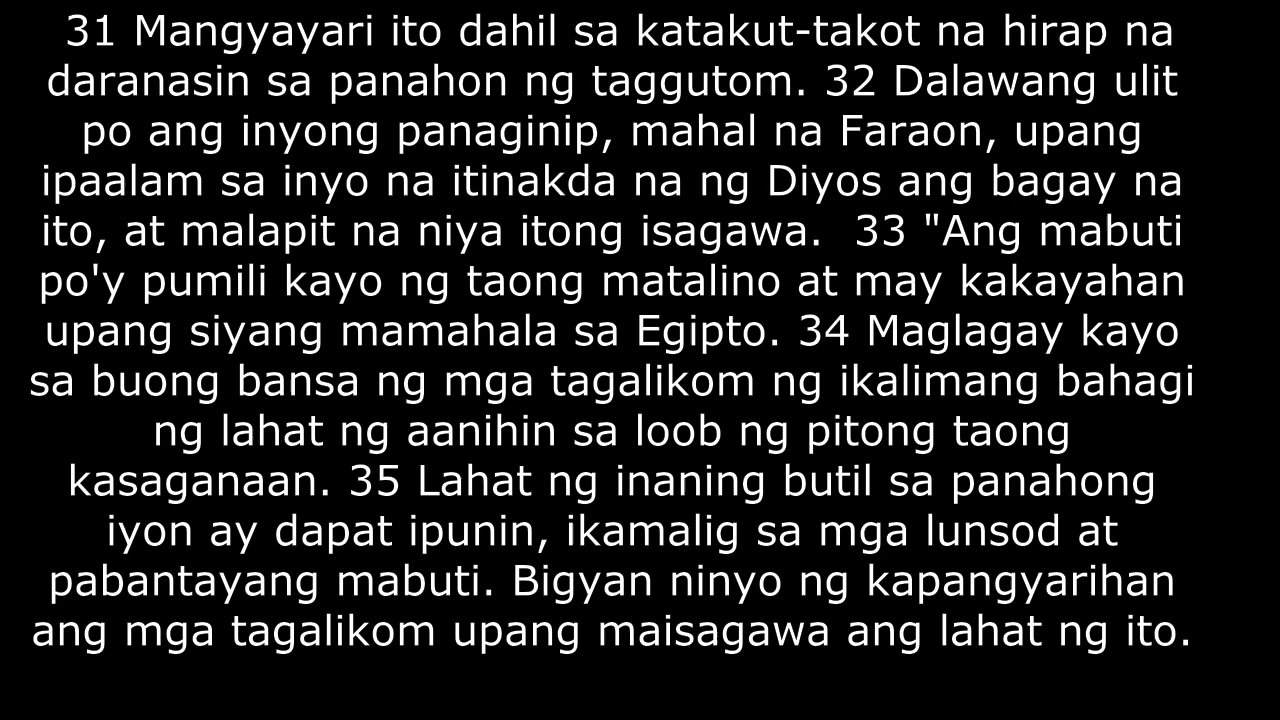 31 Mangyayari ito dahil sa katakut-takot na hirap na
daranasin sa panahon ng taggutom. 32 Dalawang ulit
po ang inyong panaginip, mahal na Faraon, upang
ipaalam sa inyo na itinakda na ng Diyos ang bagay na
ito, at malapit na niya itong isagawa.  33 "Ang mabuti
po'y pumili kayo ng taong matalino at may kakayahan
upang siyang mamahala sa Egipto. 34 Maglagay kayo
sa buong bansa ng mga tagalikom ng ikalimang bahagi
ng lahat ng aanihin sa loob ng pitong taong
kasaganaan. 35 Lahat ng inaning butil sa panahong
iyon ay dapat ipunin, ikamalig sa mga lunsod at
pabantayang mabuti. Bigyan ninyo ng kapangyarihan
ang mga tagalikom upang maisagawa ang lahat ng ito.